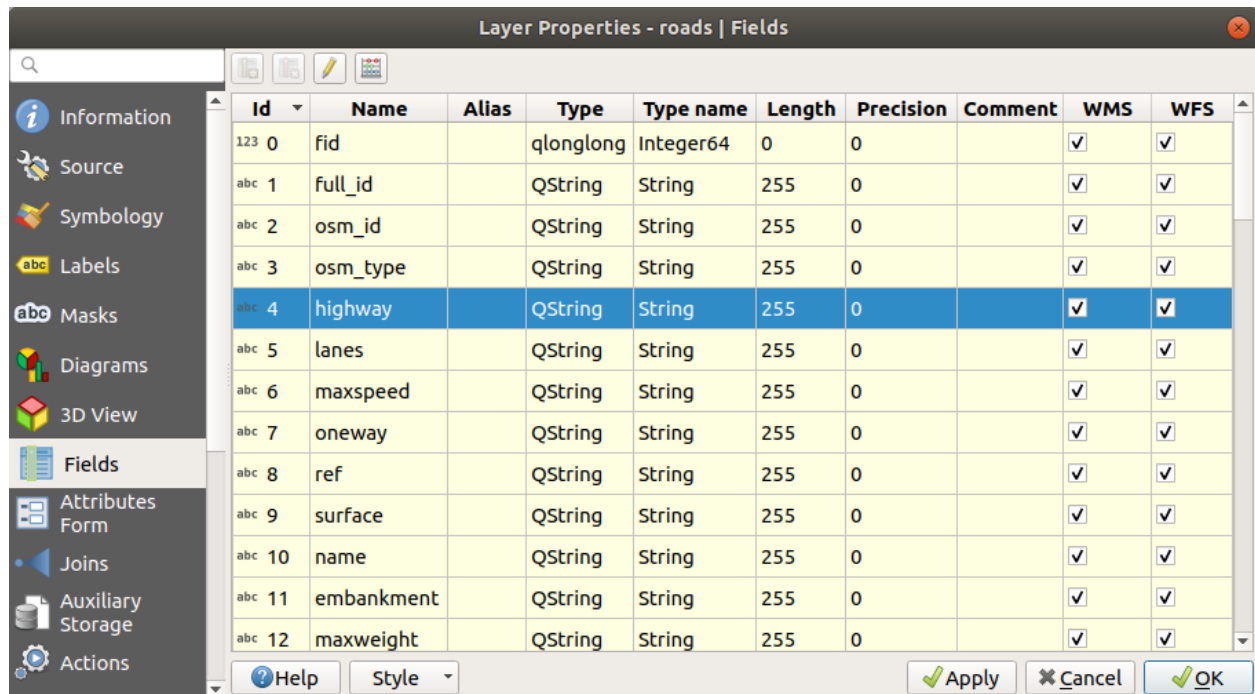 Layer Properties - roads | Fields
Information
Source
Symbology
abc Labels
abc Masks
Diagrams
3D View
Fields
Attributes
Form
Joins
Auxiliary
Storage
Actions
Id Name Alias Type Type name Length Precision Comment WMS WFS
123 0 fid qlonglong Integer64 0 0
abc 1 full_id QString String 255 0
abc 2 osm_id QString String 255 0
abc 3 osm_type QString String 255 0
abc 4 highway QString String 255 0
abc 5 lanes QString String 255 0
abc 6 maxspeed QString String 255 0
abc 7 oneway QString String 255 0
abc 8 ref QString String 255 0
abc 9 surface QString String 255 0
abc 10 name QString String 255 0
abc 11 embankment QString String 255 0
abc 12 maxweight QString String 255 0
Help Style Apply Cancel OK